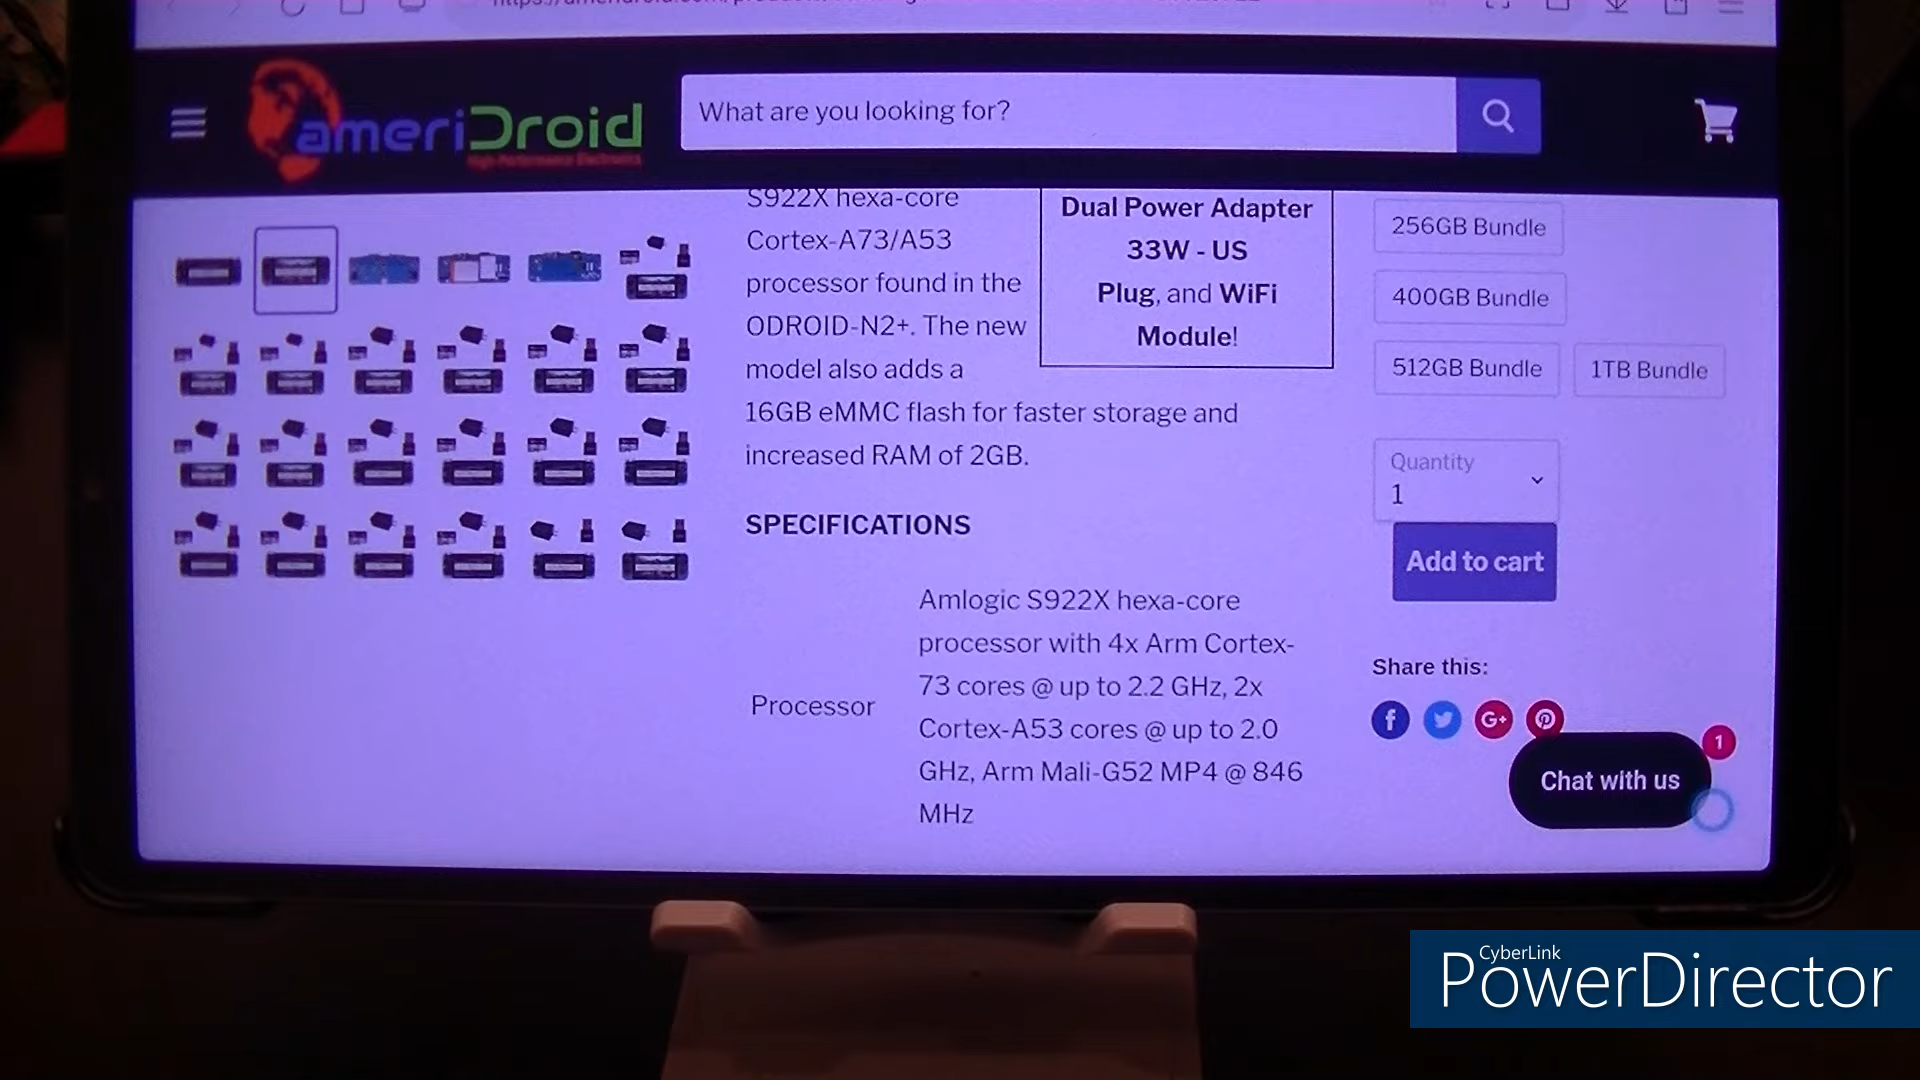 ameriDroid
High-Performance Electronics
What are you looking for?
S922X hexa-core
Cortex-A73/A53
processor found in the
ODROID-N2+. The new
model also adds a
16GB eMMC flash for faster storage and
increased RAM of 2GB.
Dual Power Adapter
33W - US
Plug, and WiFi
Module!
SPECIFICATIONS
Processor
Amlogic S922X hexa-core
processor with 4x Arm Cortex-
73 cores @ up to 2.2 GHz, 2x
Cortex-A53 cores @ up to 2.0
GHz, Arm Mali-G52 MP4 @ 846
MHz
256GB Bundle
400GB Bundle
512GB Bundle
1TB Bundle
Quantity
1
Add to cart
Share this:
G+
1
Chat with us
CyberLink
PowerDirector